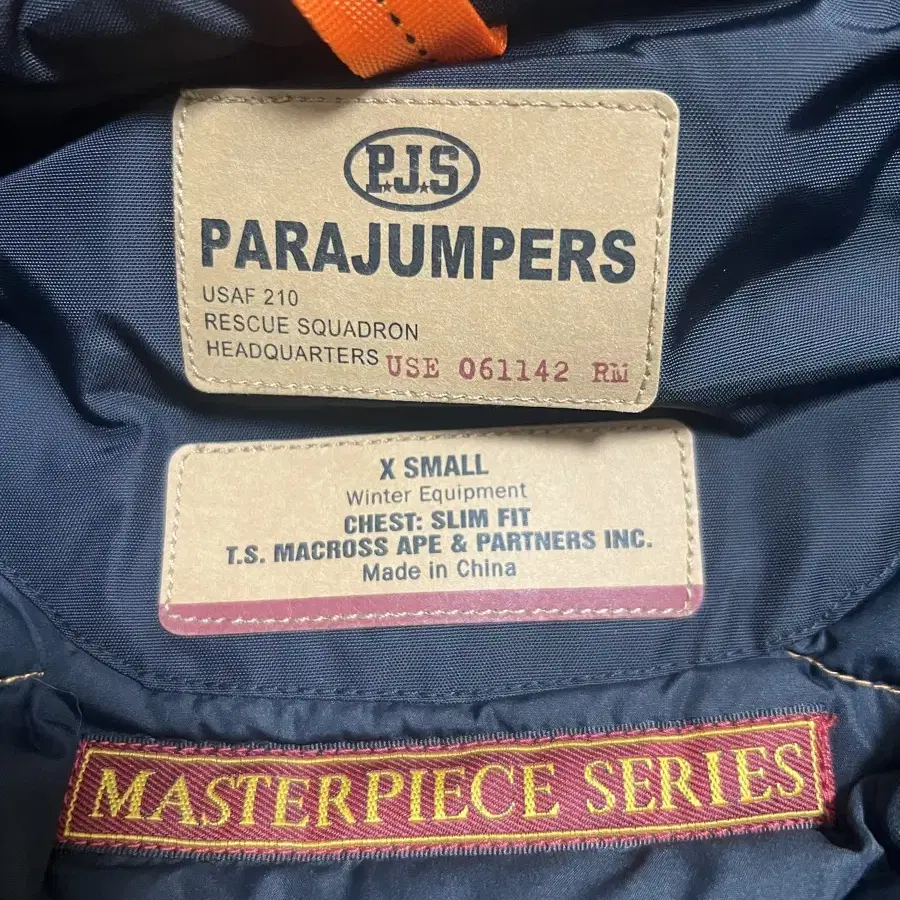 P.J.S
PARAJUMPERS
USAF 210
RESCUE SQUADRON
HEADQUARTERS USE 061142 RM
X SMALL
Winter Equipment
CHEST: SLIM FIT
T.S. MACROSS APE & PARTNERS INC.
Made in China
MASTERPIECE SERIES